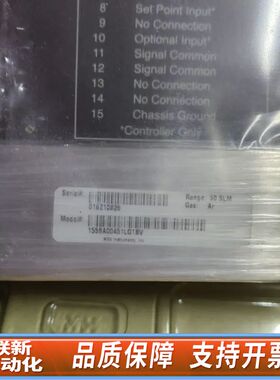 8* Set Point Input*
9 No Connection
10 Optional Input*
11 Signal Common
12 Signal Common
13 No Connection
14 No Connection
15 Chassis Ground
*Controller Only
Serial#:
Range: 50 SLM
Gas: Ar
Model#:
MKS Instruments, Inc.
联新
动化
品质保障 支持开票